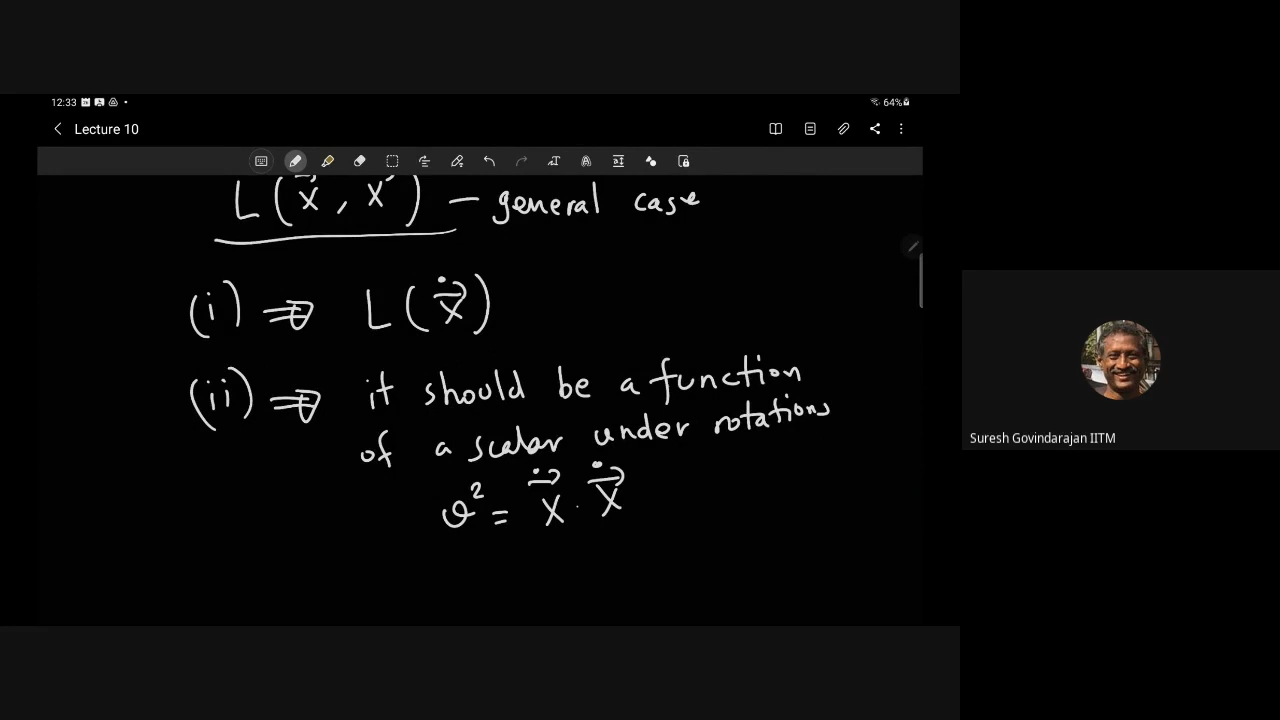 12:33
64%
Lecture 10
L(x⃗, ẋ⃗) — general case
(i) ⇒ L(ẋ⃗)
(ii) ⇒ it should be a function
of a scalar under rotations
v² = ẋ⃗ · ẋ⃗
Suresh Govindarajan IITM